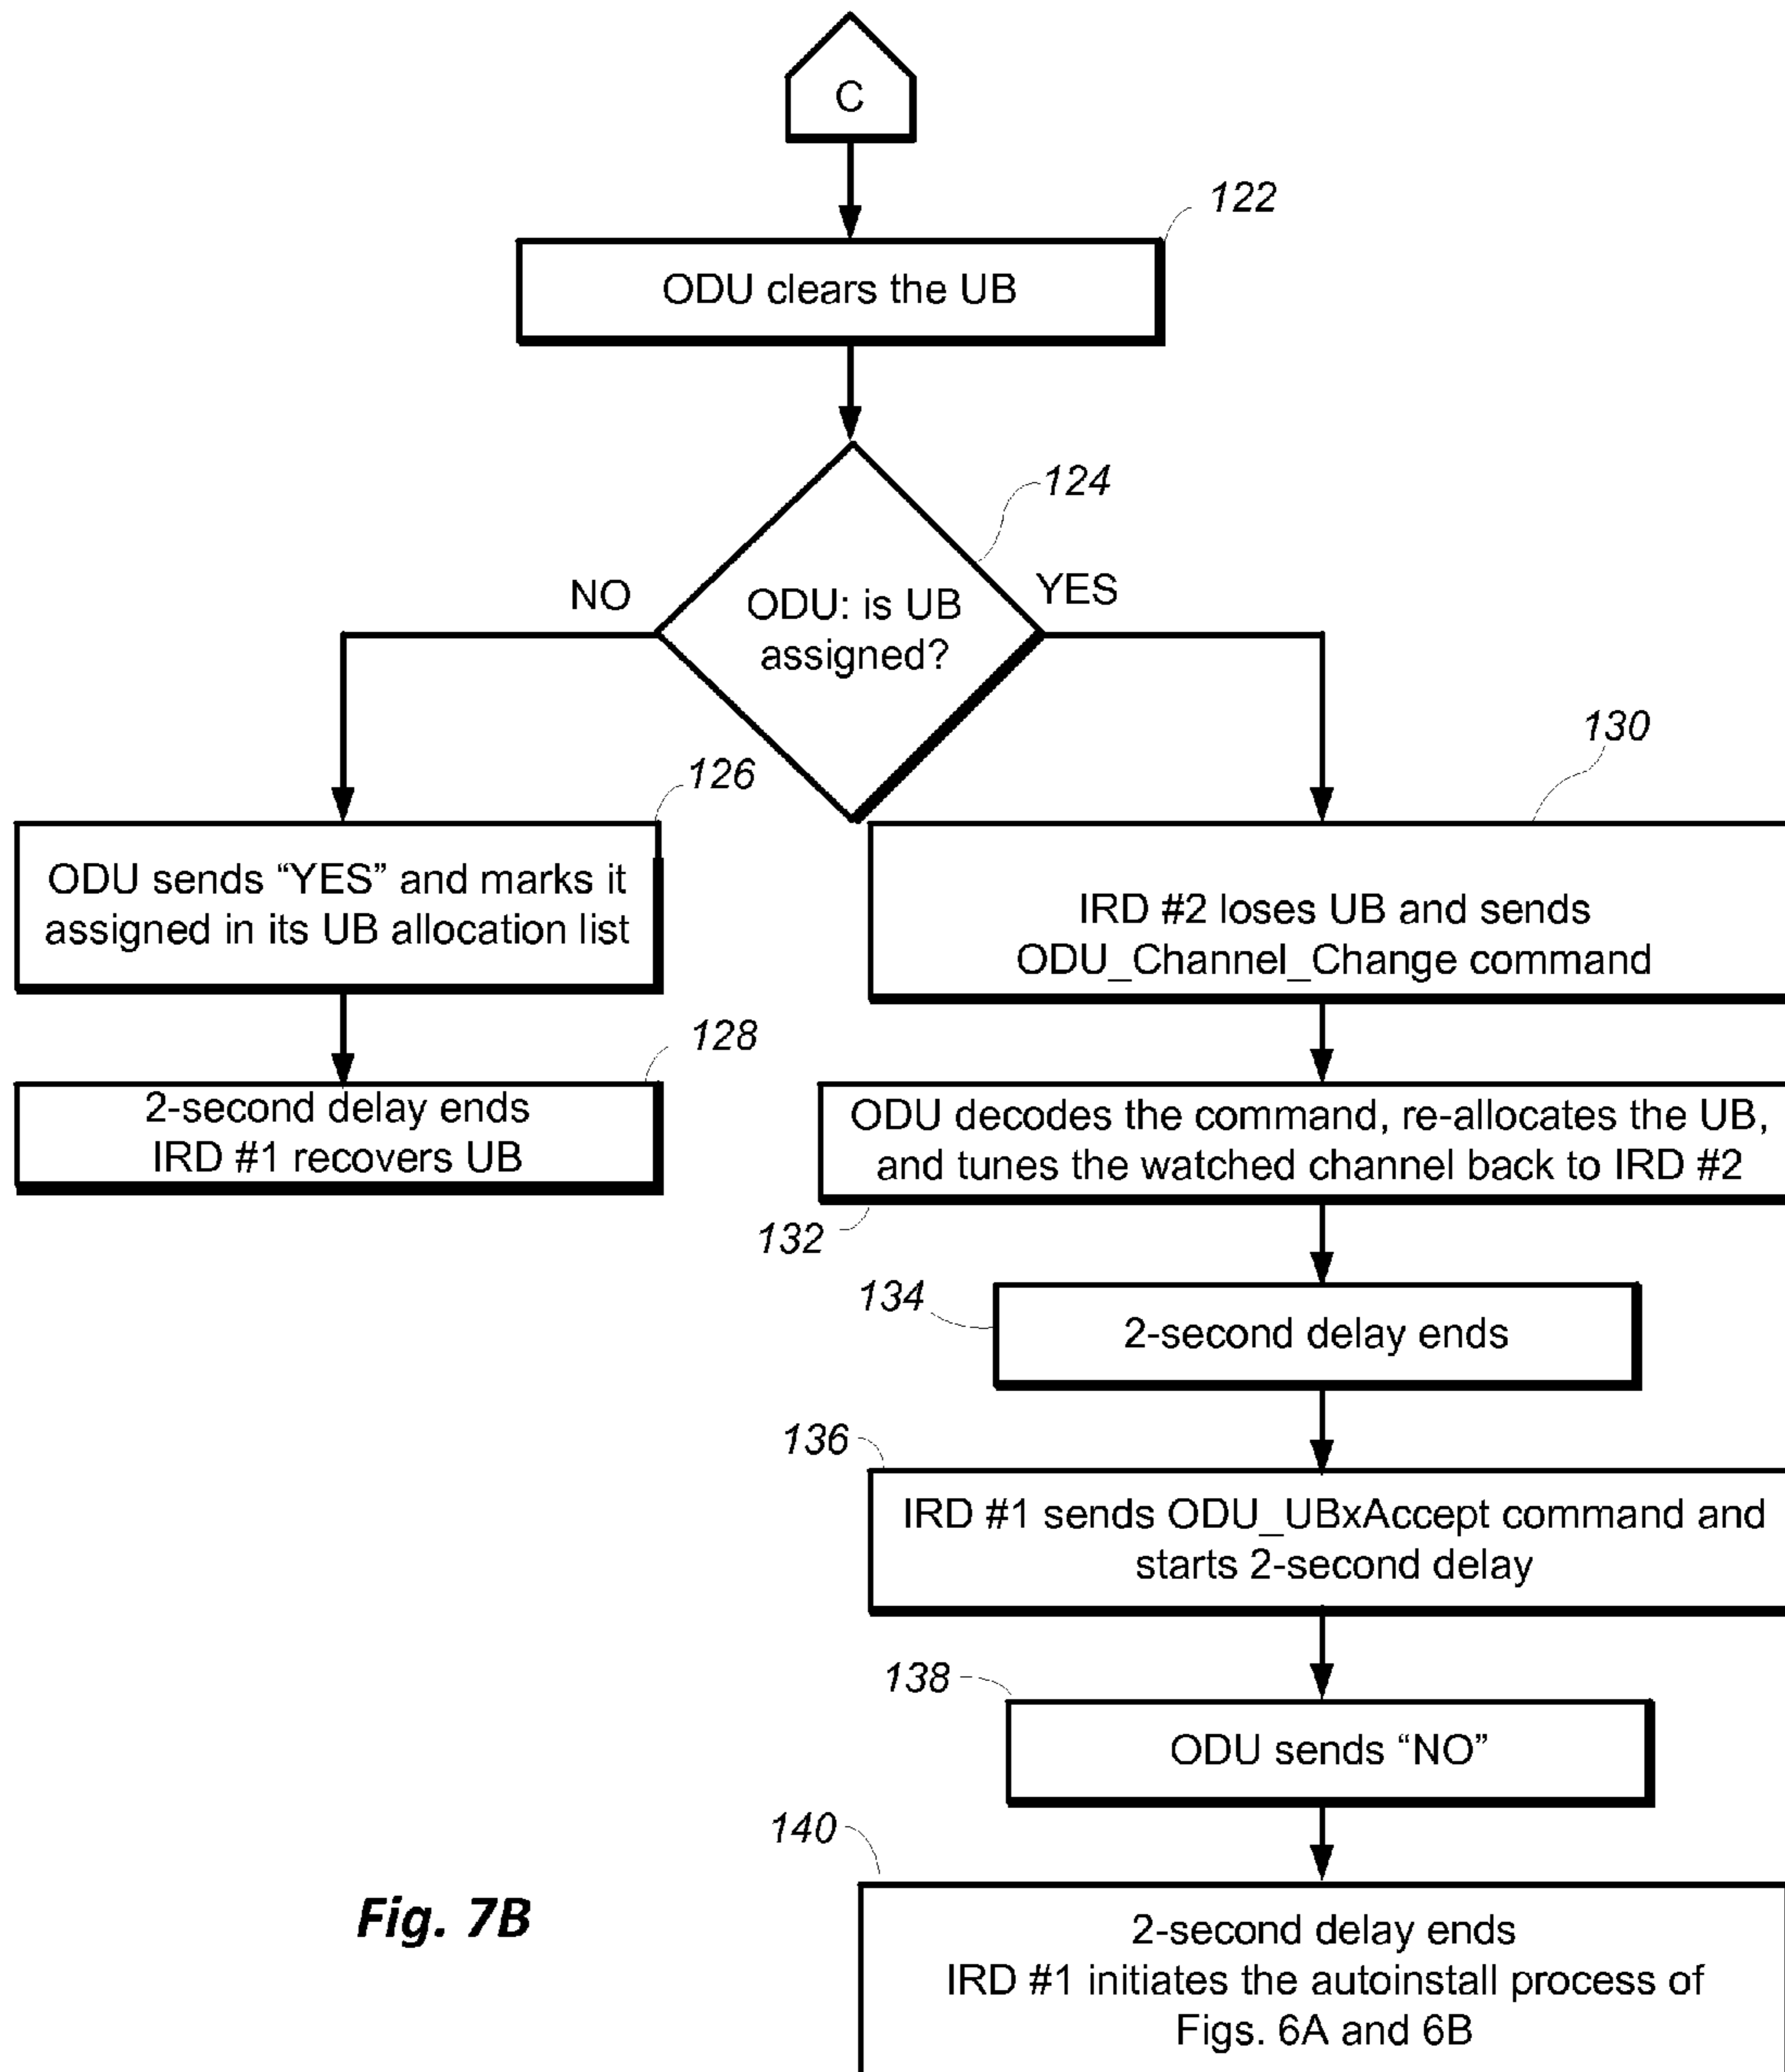 C
122
ODU clears the UB
124
NO
YES
ODU: is UB
assigned?
130
126
ODU sends “YES” and marks it
assigned in its UB allocation list
IRD #2 loses UB and sends
ODU_Channel_Change command
128
2-second delay ends
IRD #1 recovers UB
ODU decodes the command, re-allocates the UB,
and tunes the watched channel back to IRD #2
132
134
2-second delay ends
136
IRD #1 sends ODU_UBxAccept command and
starts 2-second delay
138
ODU sends “NO”
140
2-second delay ends
IRD #1 initiates the autoinstall process of
Figs. 6A and 6B
Fig. 7B